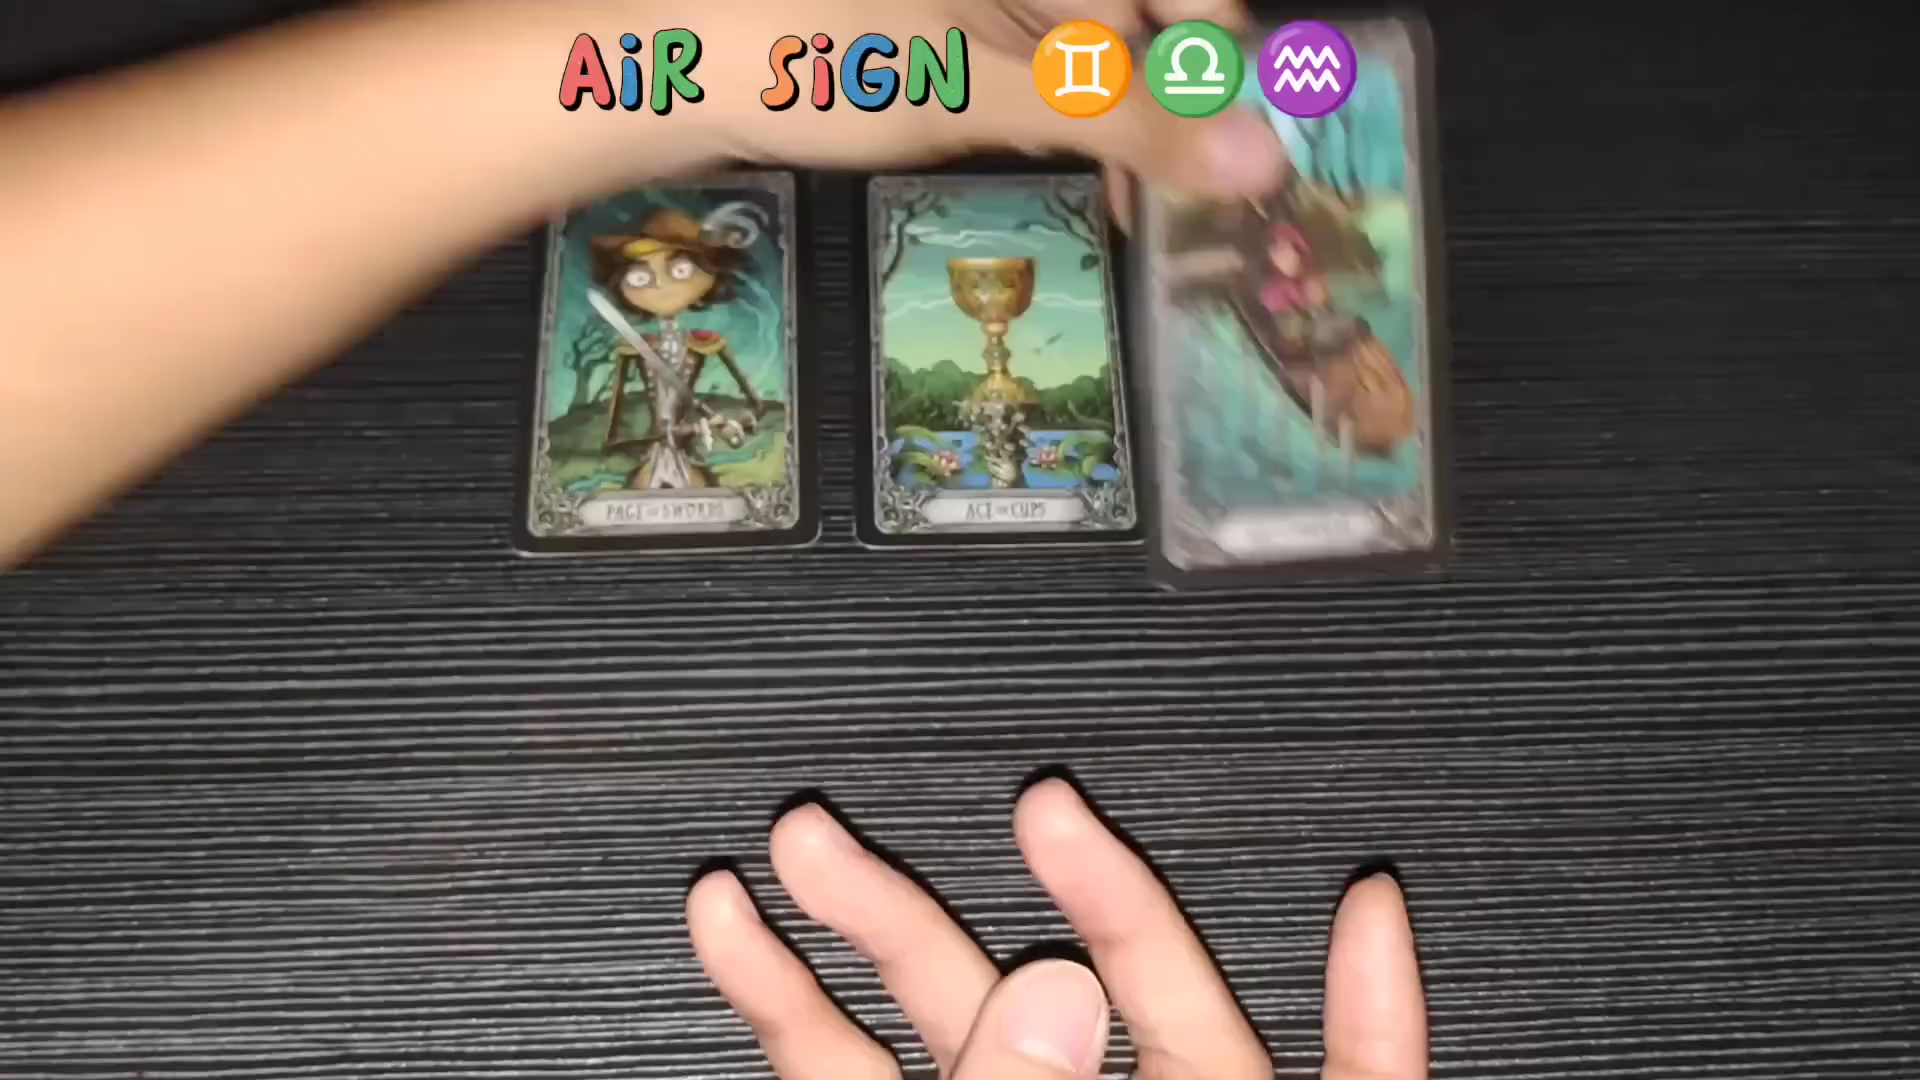 AiR SiGN ♊♎♒
PAGE OF SWORDS
ACE OF CUPS